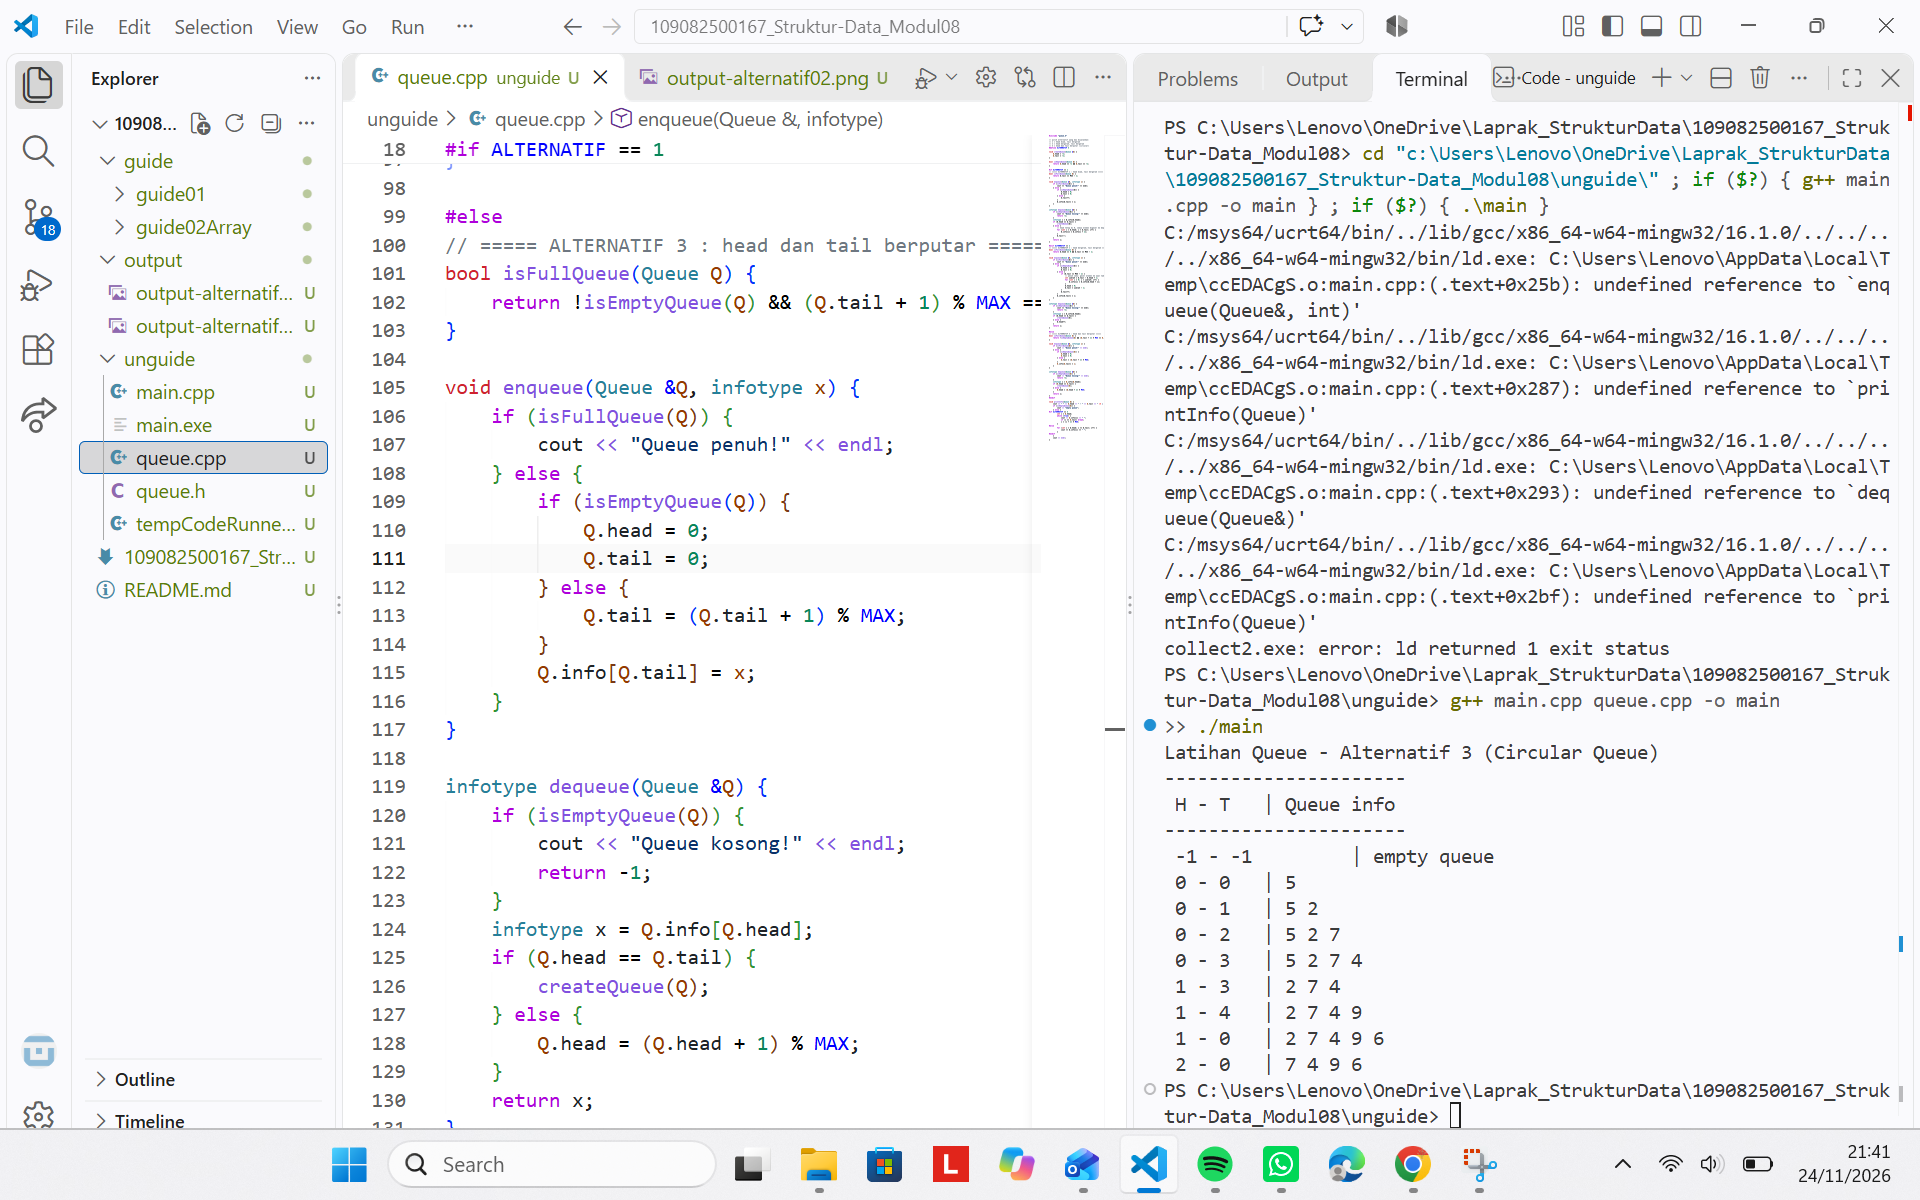 File Edit Selection View Go Run ···
109082500167_Struktur-Data_Modul08
Explorer
10908...
guide
guide01
guide02Array
output
output-alternatif... U
output-alternatif... U
unguide
main.cpp U
main.exe U
queue.cpp U
queue.h U
tempCodeRunne... U
109082500167_Str... U
README.md U
18
Outline
Timeline
queue.cpp unguide U
output-alternatif02.png U
unguide > queue.cpp > enqueue(Queue &, infotype)
18 #if ALTERNATIF == 1
98
99 #else
100 // ===== ALTERNATIF 3 : head dan tail berputar =====
101 bool isFullQueue(Queue Q) {
102 return !isEmptyQueue(Q) && (Q.tail + 1) % MAX ==
103 }
104
105 void enqueue(Queue &Q, infotype x) {
106 if (isFullQueue(Q)) {
107 cout << "Queue penuh!" << endl;
108 } else {
109 if (isEmptyQueue(Q)) {
110 Q.head = 0;
111 Q.tail = 0;
112 } else {
113 Q.tail = (Q.tail + 1) % MAX;
114 }
115 Q.info[Q.tail] = x;
116 }
117 }
118
119 infotype dequeue(Queue &Q) {
120 if (isEmptyQueue(Q)) {
121 cout << "Queue kosong!" << endl;
122 return -1;
123 }
124 infotype x = Q.info[Q.head];
125 if (Q.head == Q.tail) {
126 createQueue(Q);
127 } else {
128 Q.head = (Q.head + 1) % MAX;
129 }
130 return x;
131 }
Problems Output Terminal Code - unguide
PS C:\Users\Lenovo\OneDrive\Laprak_StrukturData\109082500167_Struk
tur-Data_Modul08> cd "c:\Users\Lenovo\OneDrive\Laprak_StrukturData
\109082500167_Struktur-Data_Modul08\unguide\" ; if ($?) { g++ main
.cpp -o main } ; if ($?) { .\main }
C:/msys64/ucrt64/bin/../lib/gcc/x86_64-w64-mingw32/16.1.0/../../..
/../x86_64-w64-mingw32/bin/ld.exe: C:\Users\Lenovo\AppData\Local\T
emp\ccEDACgS.o:main.cpp:(.text+0x25b): undefined reference to `enq
ueue(Queue&, int)'
C:/msys64/ucrt64/bin/../lib/gcc/x86_64-w64-mingw32/16.1.0/../../..
/../x86_64-w64-mingw32/bin/ld.exe: C:\Users\Lenovo\AppData\Local\T
emp\ccEDACgS.o:main.cpp:(.text+0x287): undefined reference to `pri
ntInfo(Queue)'
C:/msys64/ucrt64/bin/../lib/gcc/x86_64-w64-mingw32/16.1.0/../../..
/../x86_64-w64-mingw32/bin/ld.exe: C:\Users\Lenovo\AppData\Local\T
emp\ccEDACgS.o:main.cpp:(.text+0x293): undefined reference to `deq
ueue(Queue&)'
C:/msys64/ucrt64/bin/../lib/gcc/x86_64-w64-mingw32/16.1.0/../../..
/../x86_64-w64-mingw32/bin/ld.exe: C:\Users\Lenovo\AppData\Local\T
emp\ccEDACgS.o:main.cpp:(.text+0x2bf): undefined reference to `pri
ntInfo(Queue)'
collect2.exe: error: ld returned 1 exit status
PS C:\Users\Lenovo\OneDrive\Laprak_StrukturData\109082500167_Struk
tur-Data_Modul08\unguide> g++ main.cpp queue.cpp -o main
>> ./main
Latihan Queue - Alternatif 3 (Circular Queue)
----------------------
H - T | Queue info
----------------------
-1 - -1 | empty queue
0 - 0 | 5
0 - 1 | 5 2
0 - 2 | 5 2 7
0 - 3 | 5 2 7 4
1 - 3 | 2 7 4
1 - 4 | 2 7 4 9
1 - 0 | 2 7 4 9 6
2 - 0 | 7 4 9 6
PS C:\Users\Lenovo\OneDrive\Laprak_StrukturData\109082500167_Struk
tur-Data_Modul08\unguide>
Search
L
21:41
24/11/2026